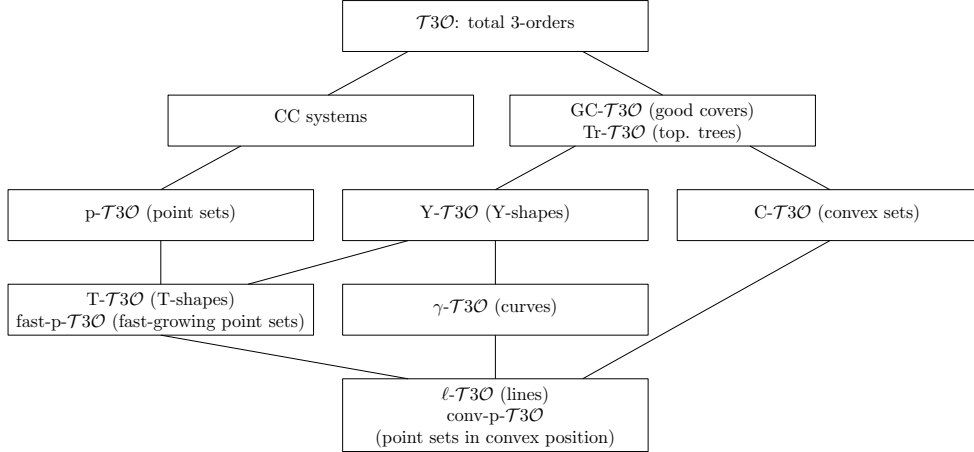 𝒯3𝒪: total 3-orders
CC systems
GC-𝒯3𝒪 (good covers)
Tr-𝒯3𝒪 (top. trees)
p-𝒯3𝒪 (point sets)
Y-𝒯3𝒪 (Y-shapes)
C-𝒯3𝒪 (convex sets)
T-𝒯3𝒪 (T-shapes)
fast-p-𝒯3𝒪 (fast-growing point sets)
γ-𝒯3𝒪 (curves)
ℓ-𝒯3𝒪 (lines)
conv-p-𝒯3𝒪
(point sets in convex position)